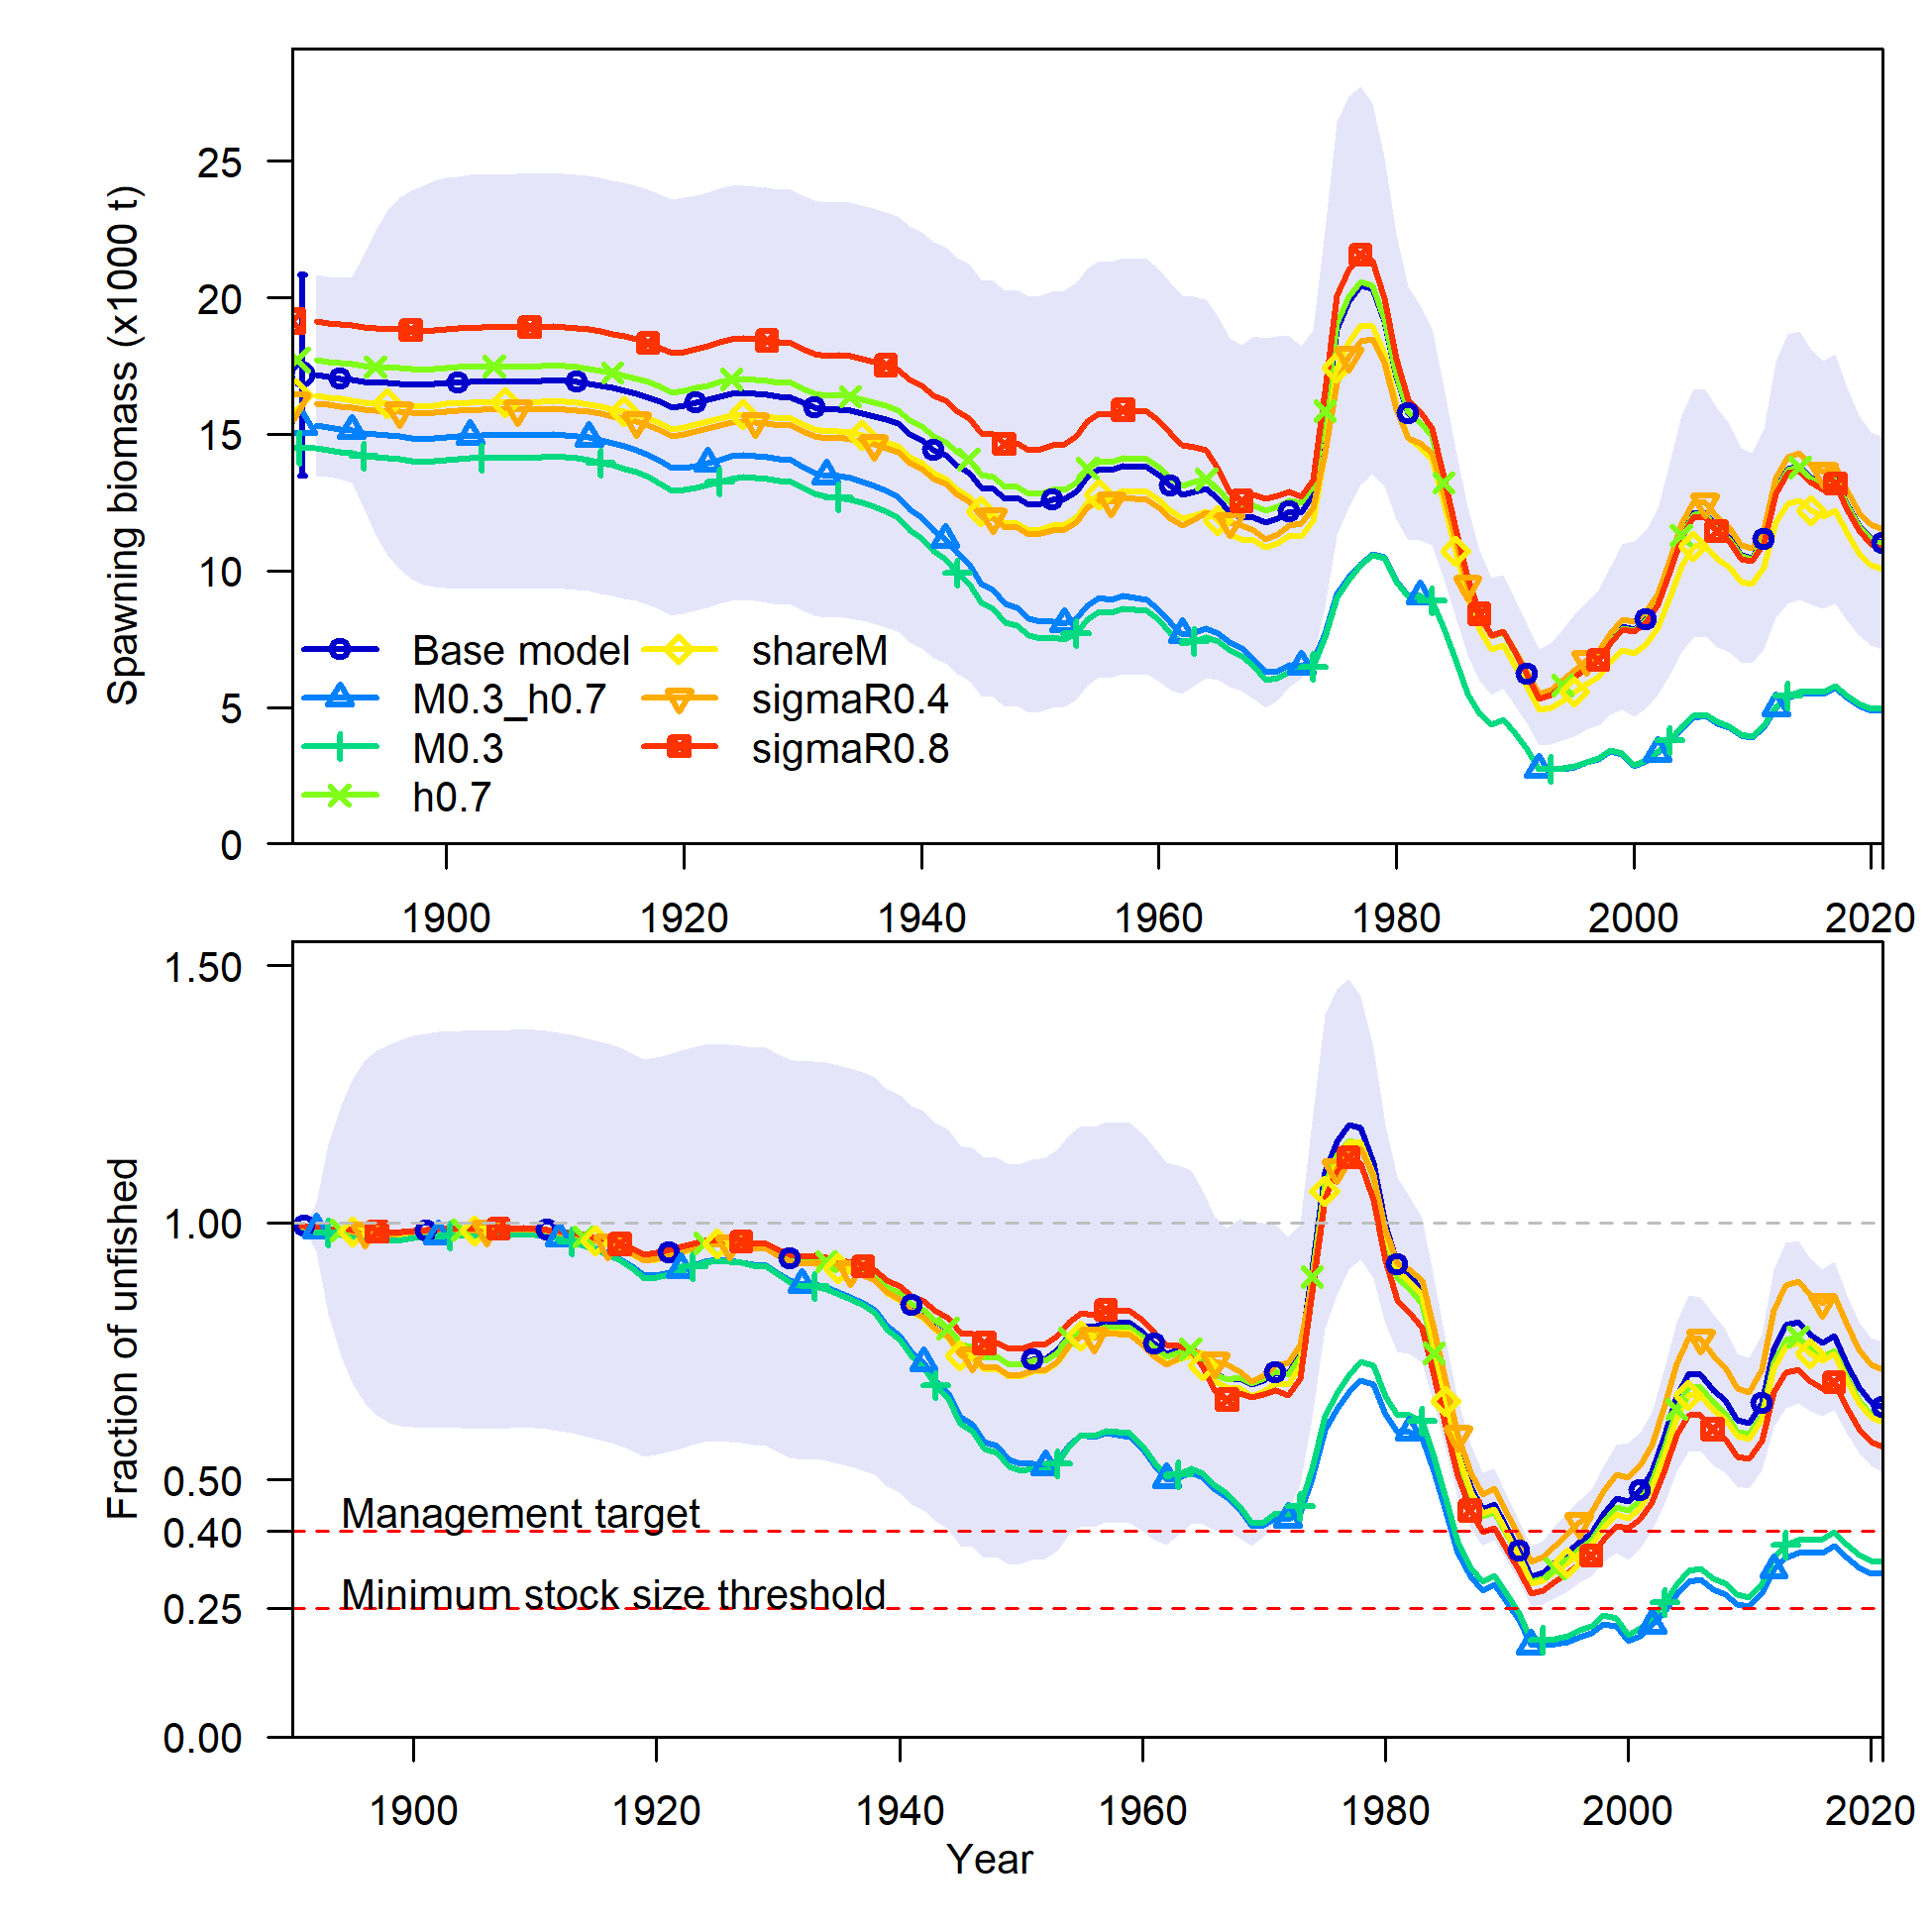 Spawning biomass (x1000 t)
25
20
15
10
5
0
Base model
M0.3_h0.7
M0.3
h0.7
shareM
sigmaR0.4
sigmaR0.8
1900 1920 1940 1960 1980 2000 2020
Fraction of unfished
1.50
1.00
0.50
0.40
0.25
0.00
Management target
Minimum stock size threshold
1900 1920 1940 1960 1980 2000 2020
Year